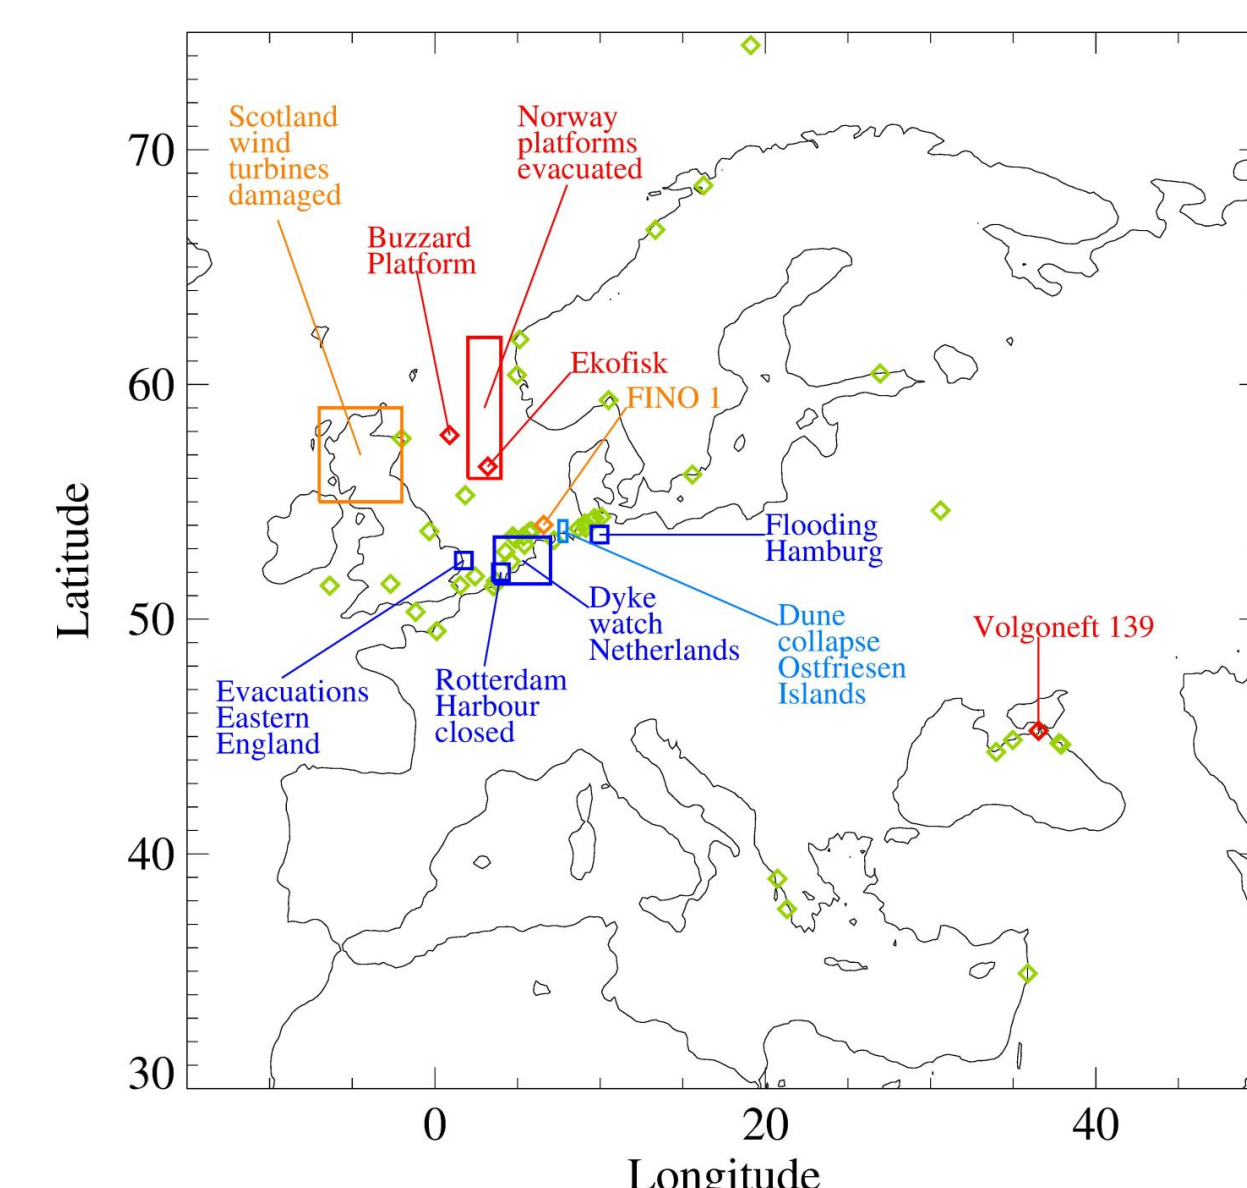 Scotland
wind
turbines
damaged
Norway
platforms
evacuated
Buzzard
Platform
Ekofisk
FINO 1
Flooding
Hamburg
Dyke
watch
Netherlands
Dune
collapse
Ostfriesen
Islands
Volgoneft 139
Evacuations
Eastern
England
Rotterdam
Harbour
closed
70
60
50
40
30
Latitude
0 20 40
Longitude